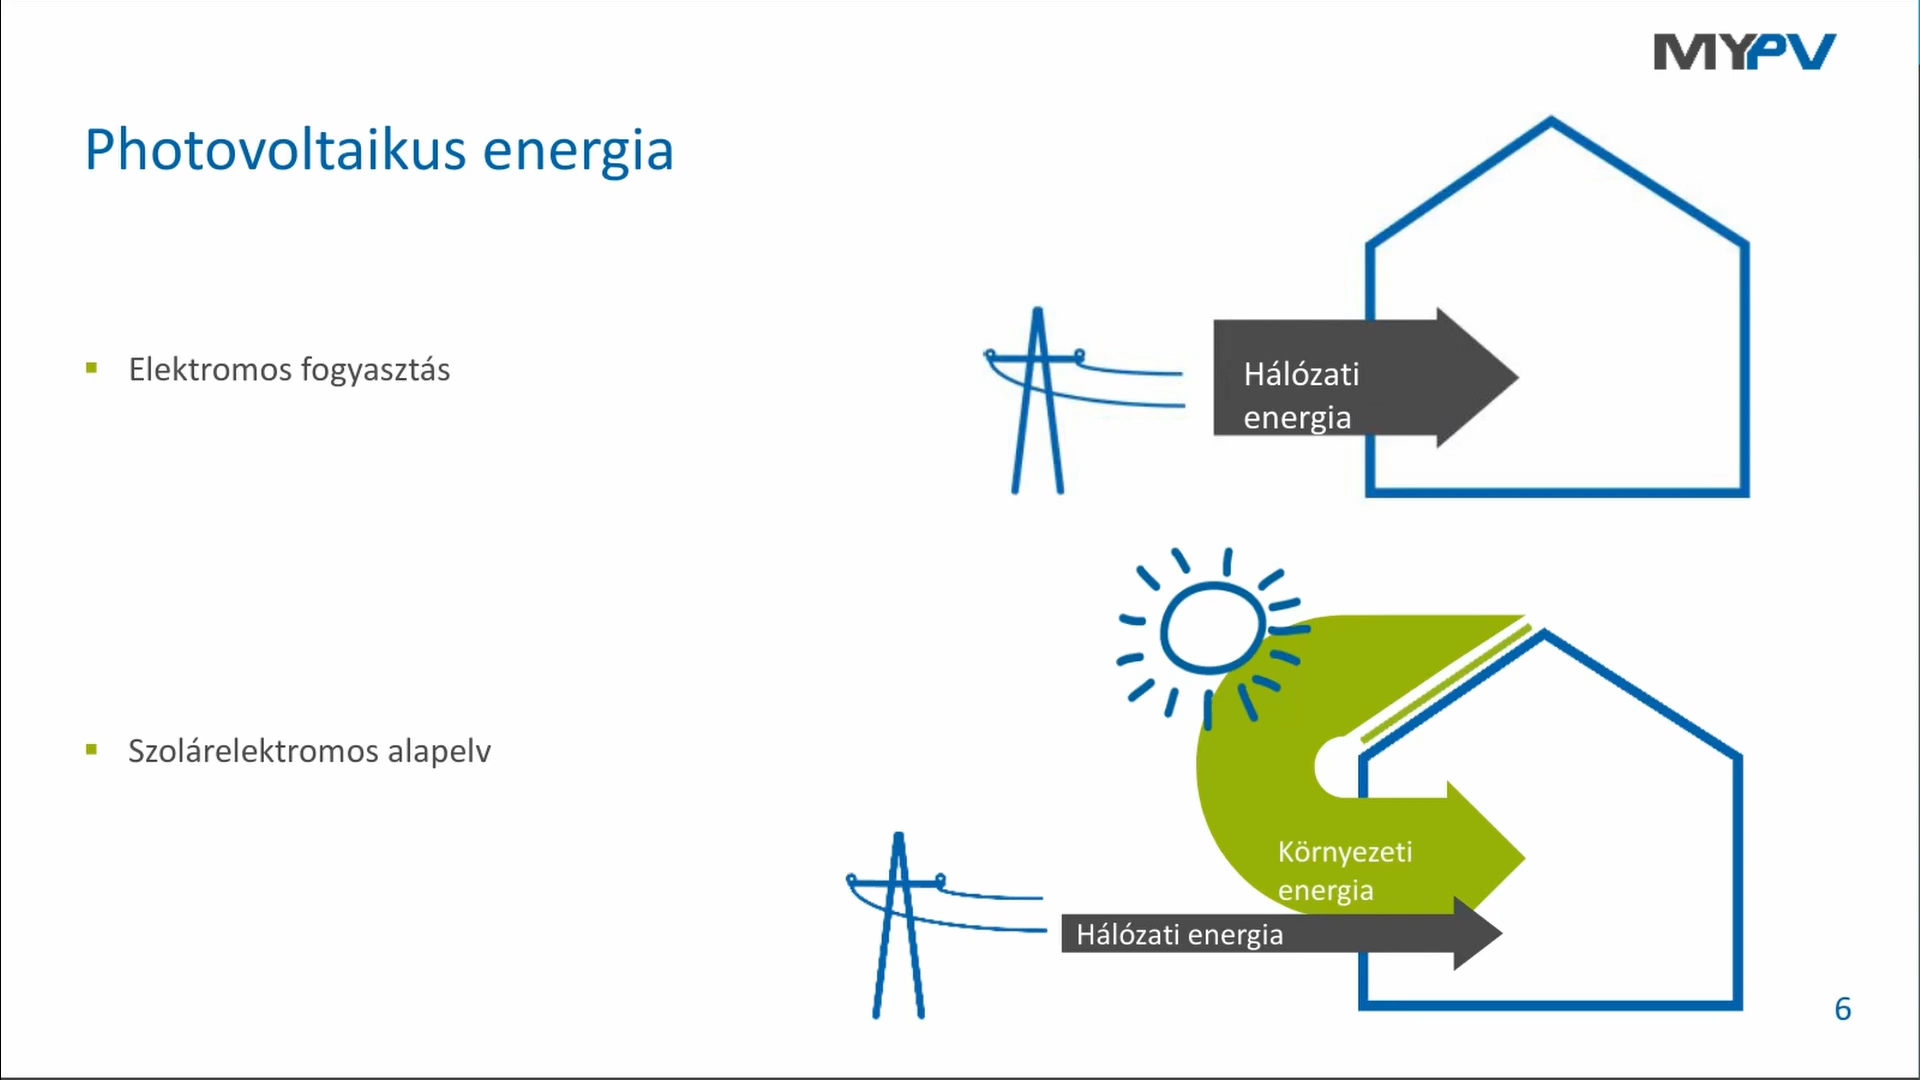 MYPV
Photovoltaikus energia
Elektromos fogyasztás
Hálózati
energia
Szolárelektromos alapelv
Környezeti
energia
Hálózati energia
6